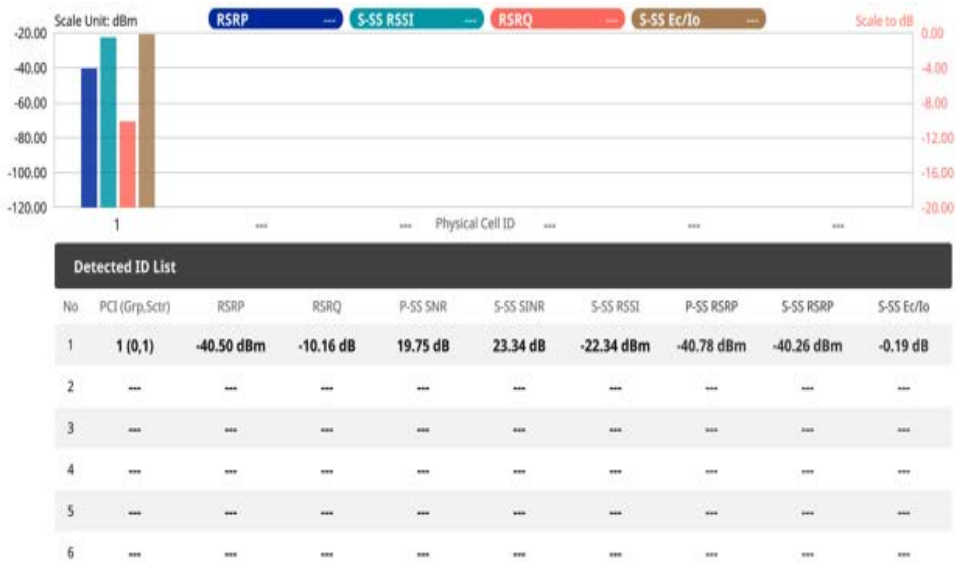 Scale Unit: dBm RSRP --- S-SS RSSI --- RSRQ --- S-SS Ec/Io --- Scale to dB
-20.00 0.00
-40.00 -4.00
-60.00 -8.00
-80.00 -12.00
-100.00 -16.00
-120.00 -20.00
1 --- --- Physical Cell ID --- --- ---
Detected ID List
No PCI (Grp,Sctr) RSRP RSRQ P-SS SNR S-SS SINR S-SS RSSI P-SS RSRP S-SS RSRP S-SS Ec/Io
1 1 (0,1) -40.50 dBm -10.16 dB 19.75 dB 23.34 dB -22.34 dBm -40.78 dBm -40.26 dBm -0.19 dB
2 --- --- --- --- --- --- --- --- ---
3 --- --- --- --- --- --- --- --- ---
4 --- --- --- --- --- --- --- --- ---
5 --- --- --- --- --- --- --- --- ---
6 --- --- --- --- --- --- --- --- ---